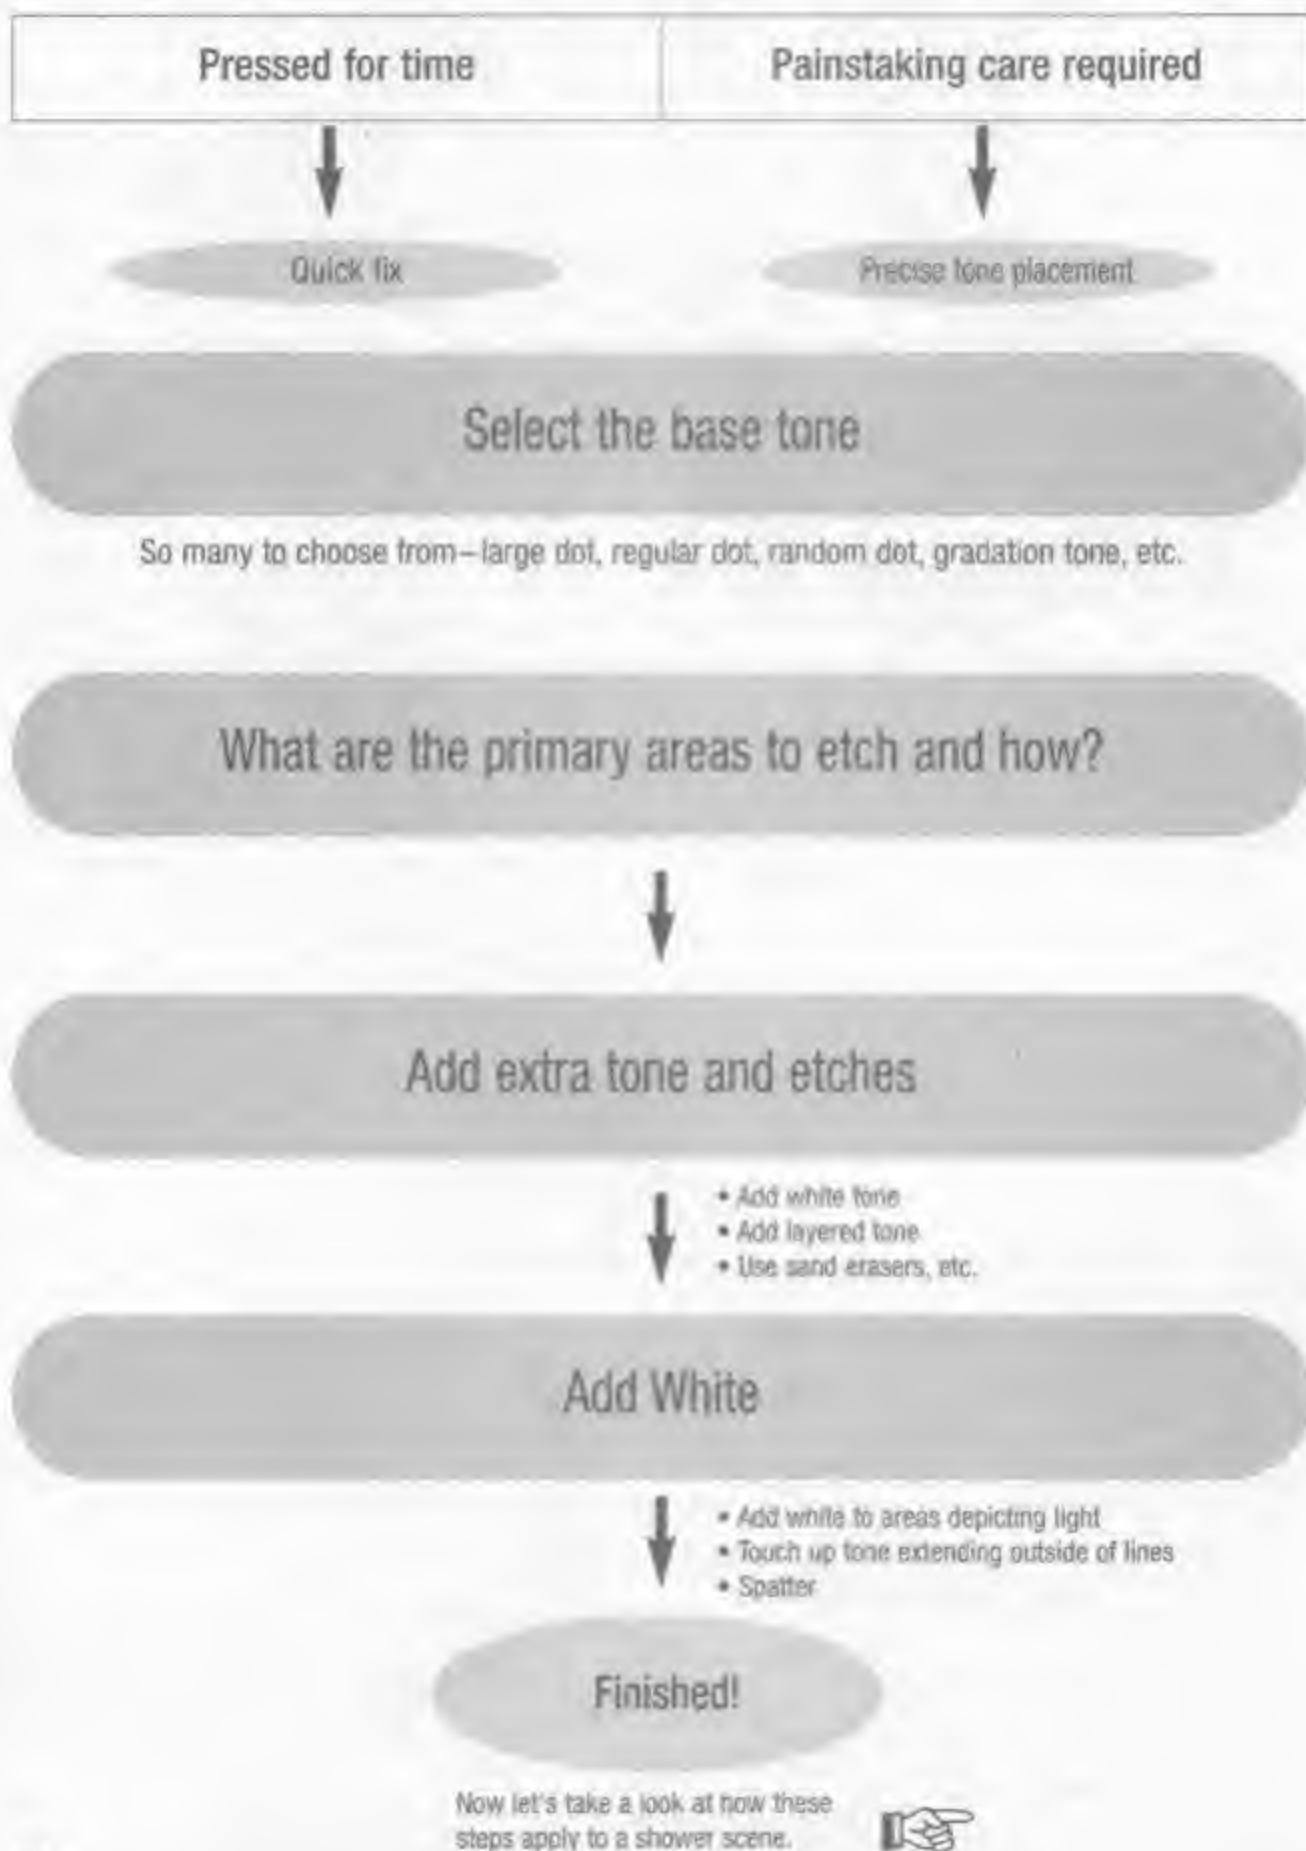 Pressed for time
Painstaking care required
Quick fix
Precise tone placement
Select the base tone
So many to choose from–large dot, regular dot, random dot, gradation tone, etc.
What are the primary areas to etch and how?
Add extra tone and etches
• Add white tone
• Add layered tone
• Use sand erasers, etc.
Add White
• Add white to areas depicting light
• Touch up tone extending outside of lines
• Spatter
Finished!
Now let's take a look at how these
steps apply to a shower scene.